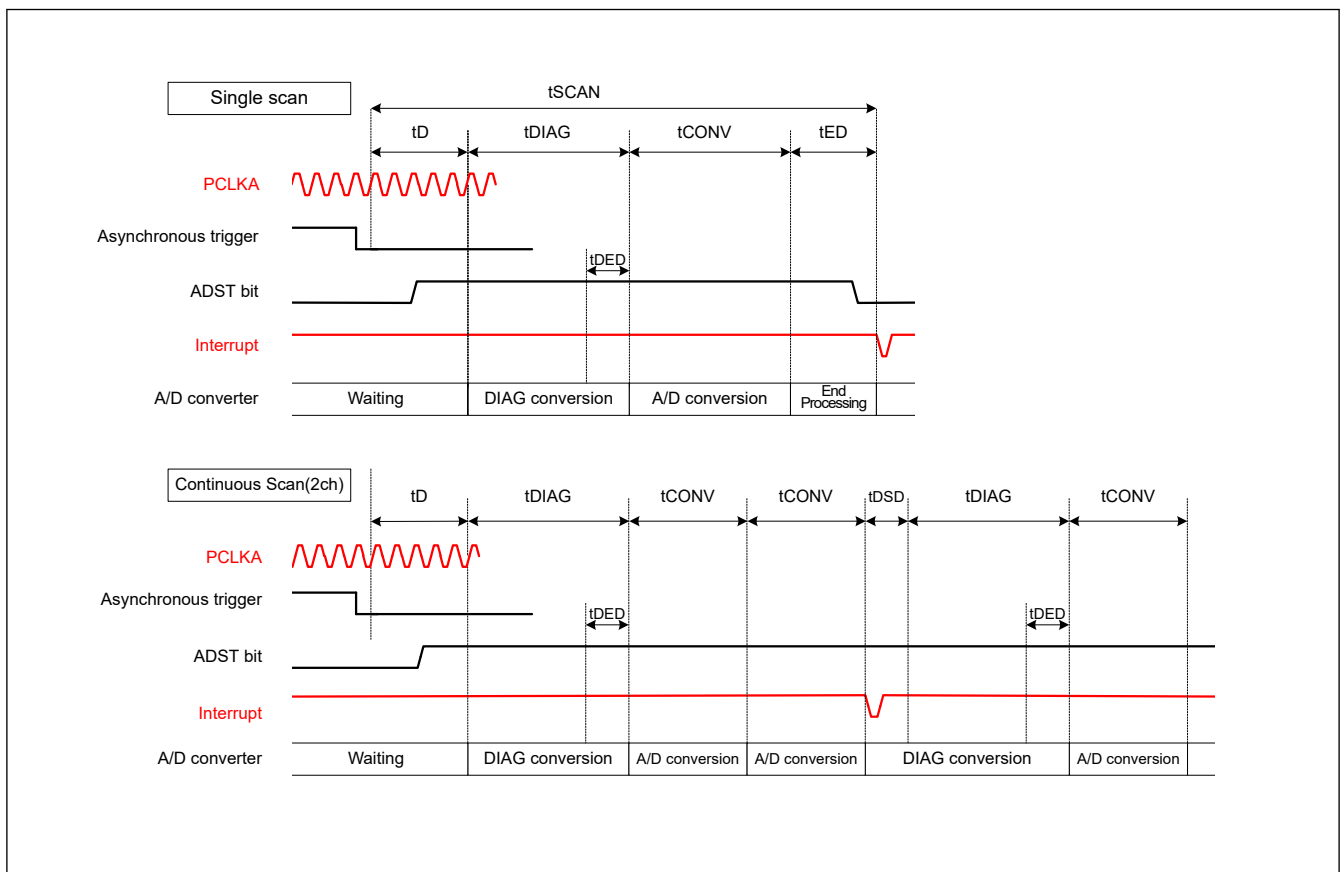 Single scan
tSCAN
tD tDIAG tCONV tED
PCLKA
Asynchronous trigger
tDED
ADST bit
Interrupt
A/D converter Waiting DIAG conversion A/D conversion End Processing
Continuous Scan(2ch)
tD tDIAG tCONV tCONV tDSD tDIAG tCONV
PCLKA
Asynchronous trigger
tDED tDED
ADST bit
Interrupt
A/D converter Waiting DIAG conversion A/D conversion A/D conversion DIAG conversion A/D conversion